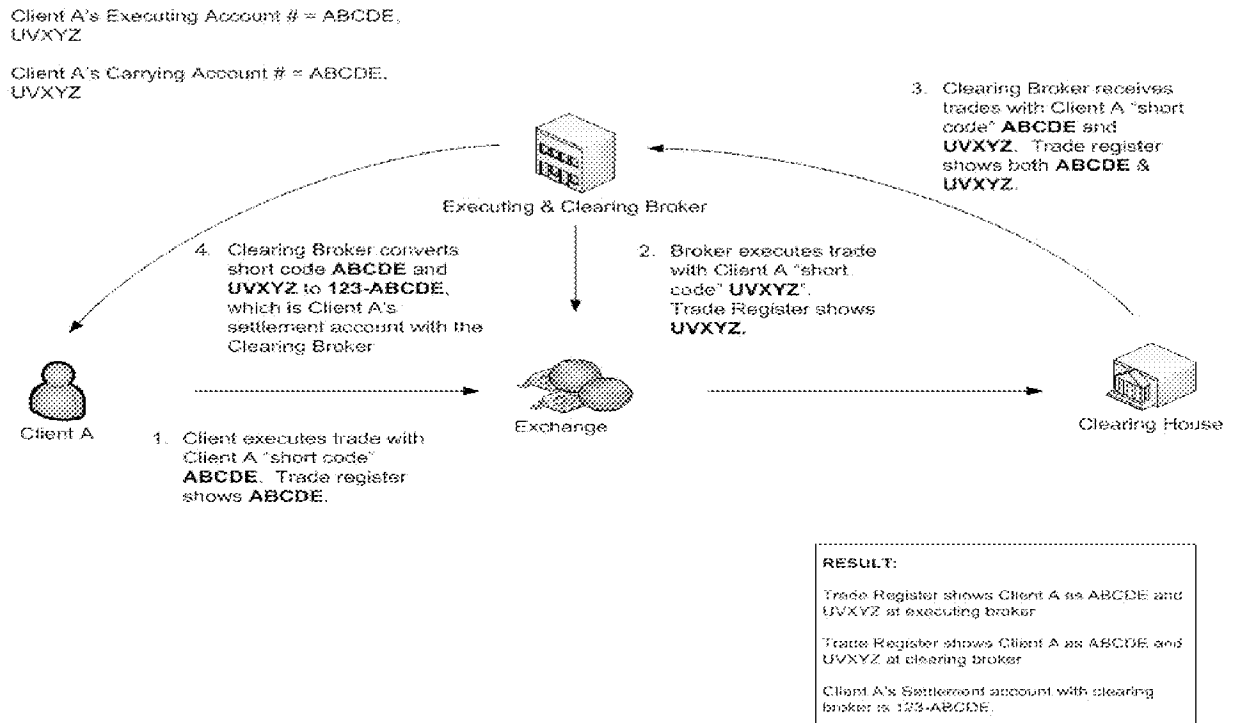 Client A's Executing Account # = ABCDE,
UVXYZ
Client A's Carrying Account # = ABCDE,
UVXYZ
3. Clearing Broker receives
trades with Client A "short
code" ABCDE and
UVXYZ. Trade register
shows both ABCDE &
UVXYZ.
Executing & Clearing Broker
4. Clearing Broker converts
short code ABCDE and
UVXYZ to 123-ABCDE,
which is Client A's
settlement account with the
Clearing Broker
2. Broker executes trade
with Client A "short
code" UVXYZ".
Trade Register shows
UVXYZ.
Client A
Exchange
Clearing House
1. Client executes trade with
Client A "short code"
ABCDE. Trade register
shows ABCDE.
RESULT:
Trade Register shows Client A as ABCDE and
UVXYZ at executing broker
Trade Register shows Client A as ABCDE and
UVXYZ at clearing broker
Client A's Settlement account with clearing
broker is 123-ABCDE.